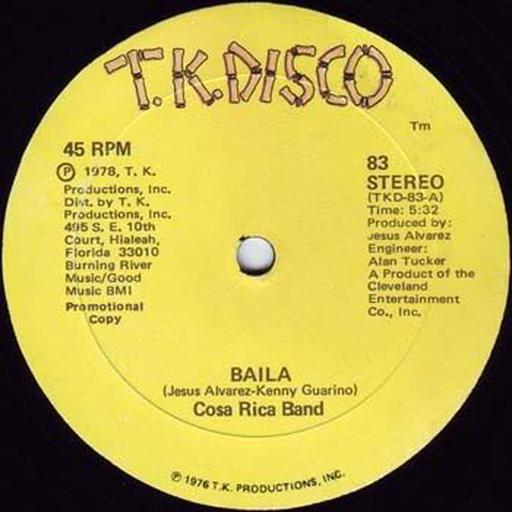 T.K. DISCO
Tm
45 RPM
Ⓟ 1978, T. K.
Productions, Inc.
Dist. by T. K.
Productions, Inc.
495 S. E. 10th
Court, Hialeah,
Florida 33010
Burning River
Music/Good
Music BMI
Promotional
Copy
83
STEREO
(TKD-83-A)
Time: 5:32
Produced by:
Jesus Alvarez
Engineer:
Alan Tucker
A Product of the
Cleveland
Entertainment
Co., Inc.
BAILA
(Jesus Alvarez-Kenny Guarino)
Cosa Rica Band
Ⓟ 1976 T.K. PRODUCTIONS, INC.